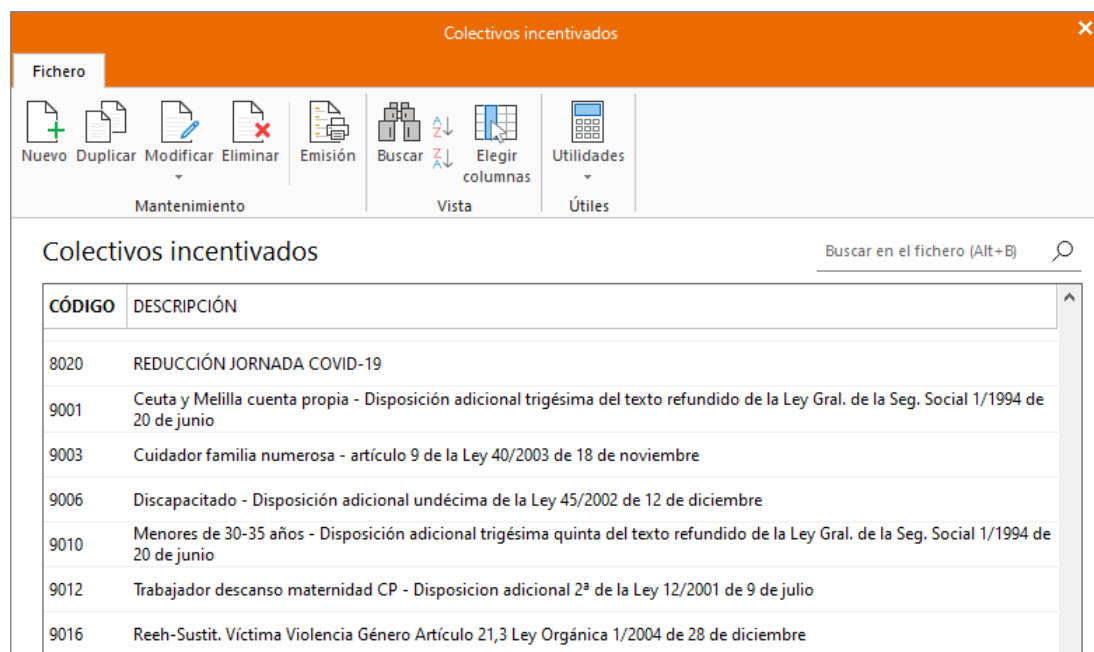 Colectivos incentivados
Fichero
Nuevo Duplicar Modificar Eliminar Emisión Buscar Elegir columnas Utilidades
Mantenimiento Vista Útiles
Colectivos incentivados
Buscar en el fichero (Alt+B)
CÓDIGO DESCRIPCIÓN
8020 REDUCCIÓN JORNADA COVID-19
9001 Ceuta y Melilla cuenta propia - Disposición adicional trigésima del texto refundido de la Ley Gral. de la Seg. Social 1/1994 de
20 de junio
9003 Cuidador familia numerosa - artículo 9 de la Ley 40/2003 de 18 de noviembre
9006 Discapacitado - Disposición adicional undécima de la Ley 45/2002 de 12 de diciembre
9010 Menores de 30-35 años - Disposición adicional trigésima quinta del texto refundido de la Ley Gral. de la Seg. Social 1/1994 de
20 de junio
9012 Trabajador descanso maternidad CP - Disposicion adicional 2ª de la Ley 12/2001 de 9 de julio
9016 Reeh-Sustit. Víctima Violencia Género Artículo 21,3 Ley Orgánica 1/2004 de 28 de diciembre